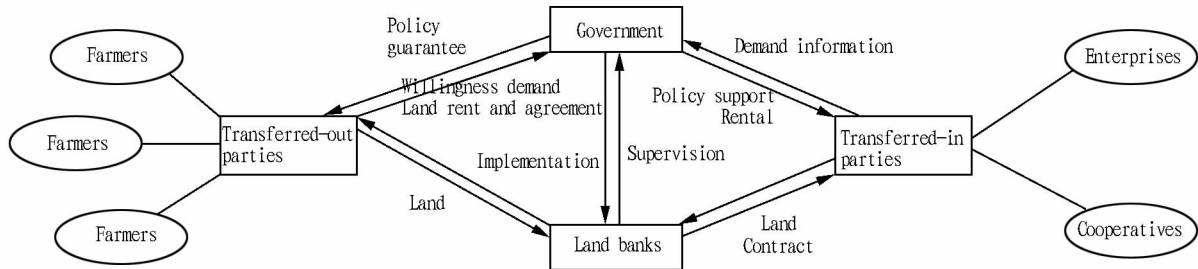 Farmers
Farmers
Farmers
Transferred-out
parties
Policy
guarantee
Willingness demand
Land rent and agreement
Land
Government
Implementation
Supervision
Land banks
Demand information
Policy support
Rental
Transferred-in
parties
Land
Contract
Enterprises
Cooperatives